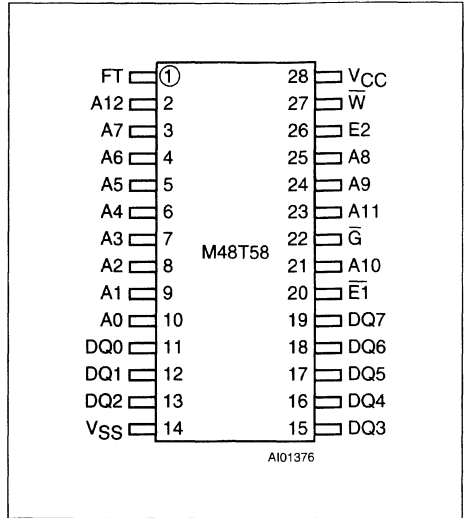 FT 1 28 VCC
A12 2 27 W̅
A7 3 26 E2
A6 4 25 A8
A5 5 24 A9
A4 6 23 A11
A3 7 22 G̅
M48T58
A2 8 21 A10
A1 9 20 E̅1̅
A0 10 19 DQ7
DQ0 11 18 DQ6
DQ1 12 17 DQ5
DQ2 13 16 DQ4
VSS 14 15 DQ3
AI01376